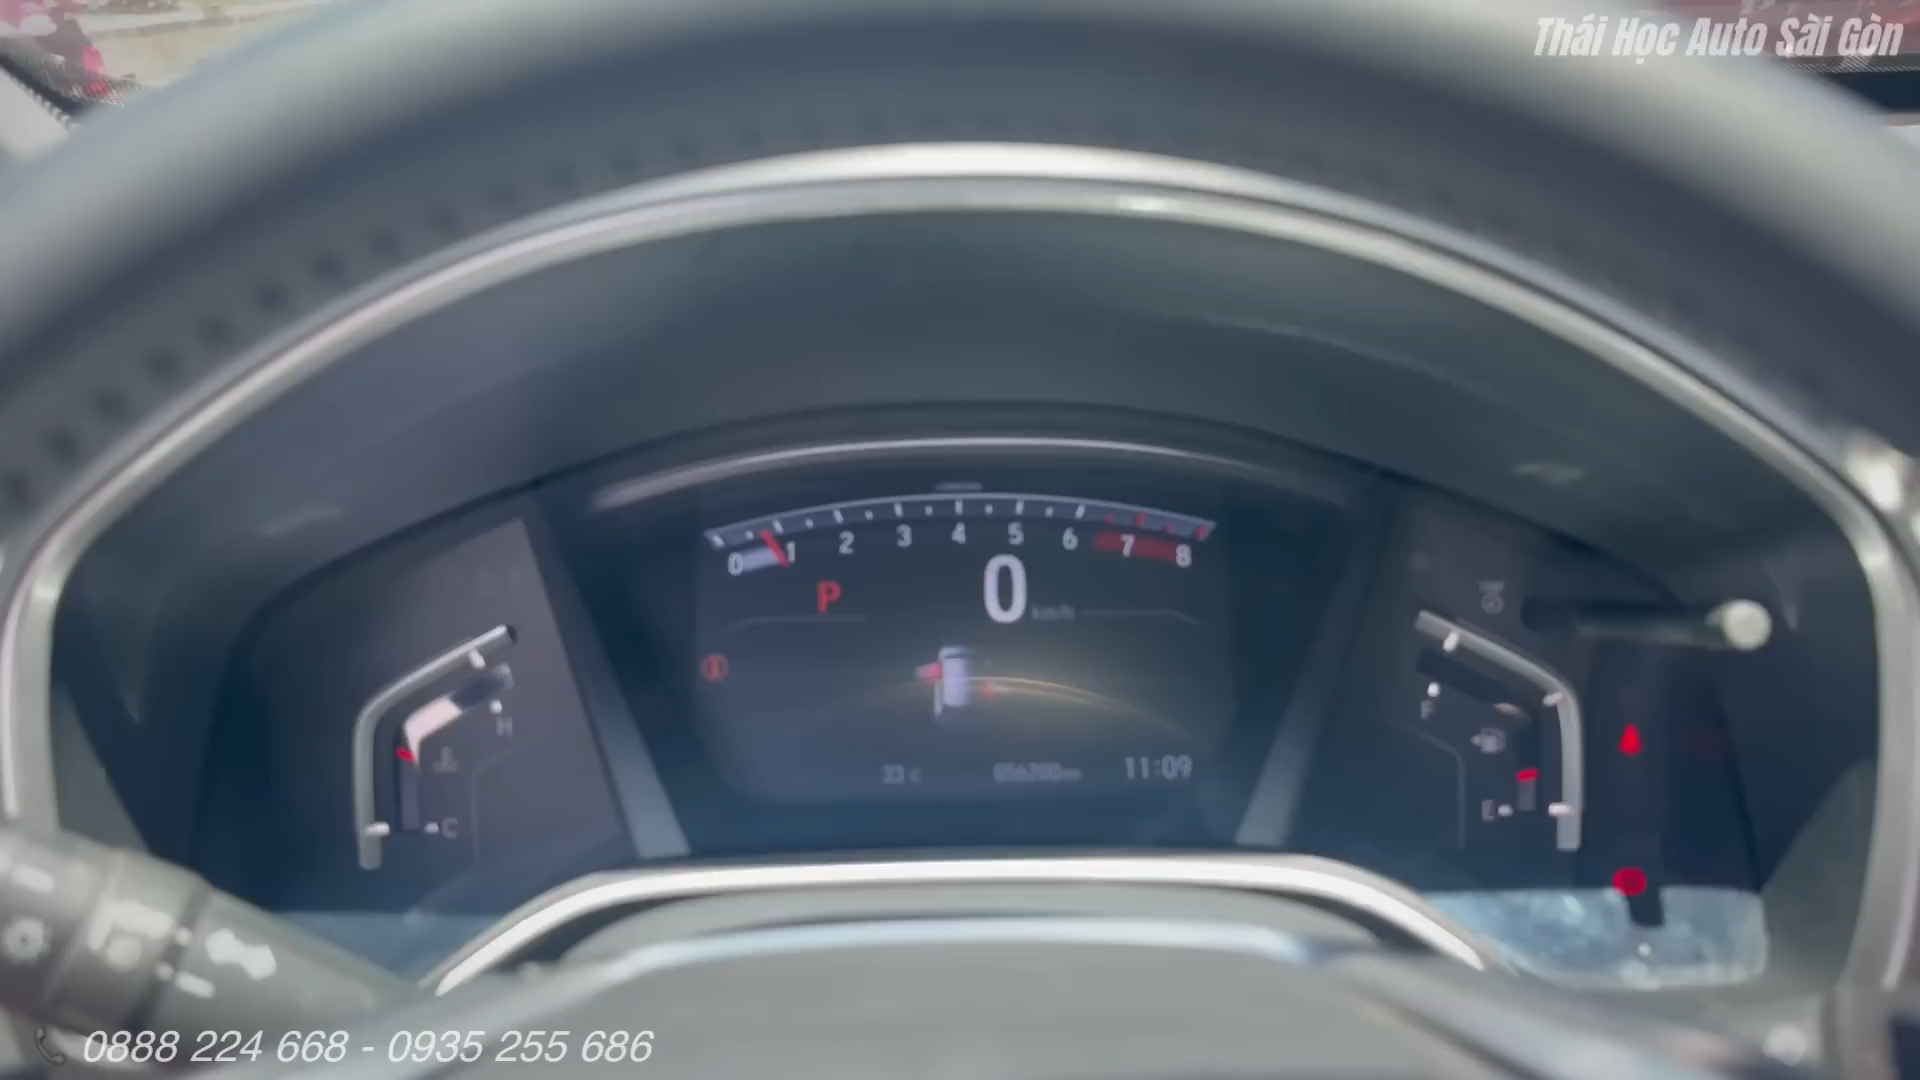 Thái Học Auto Sài Gòn
0 1 2 3 4 5 6 7 8
P
0 km/h
H
C
F
E
33 c
11:09
0888 224 668 - 0935 255 686